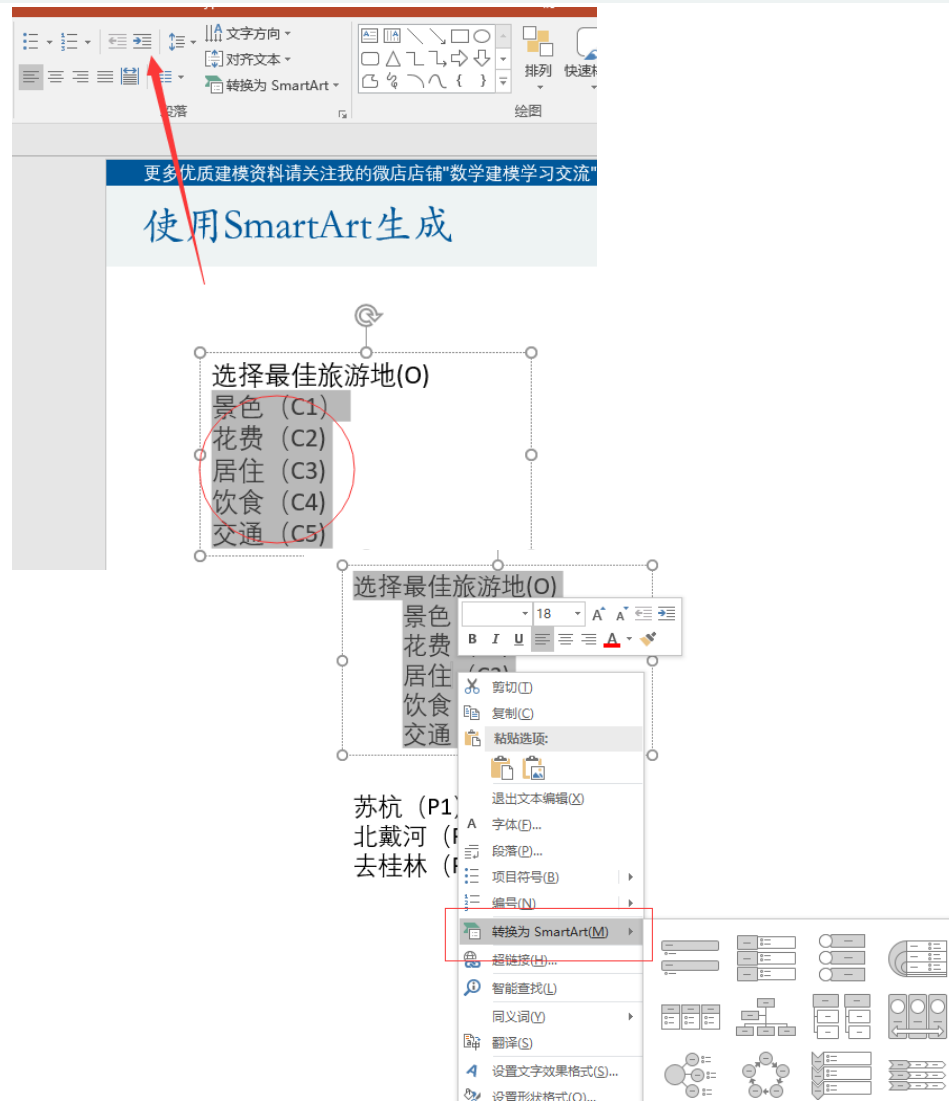 文字方向
对齐文本
转换为 SmartArt
排列
快速
段落
绘图
更多优质建模资料请关注我的微店店铺"数学建模学习交流"
使用SmartArt生成
选择最佳旅游地(O)
景色（C1）
花费（C2)
居住（C3)
饮食（C4)
交通（C5)
选择最佳旅游地(O)
景色
花费
居住
饮食
交通
18
B I U A
剪切(T)
复制(C)
粘贴选项:
退出文本编辑(X)
字体(F)...
段落(P)...
项目符号(B)
编号(N)
转换为 SmartArt(M)
超链接(H)...
智能查找(L)
同义词(Y)
翻译(S)
设置文字效果格式(S)...
设置形状格式(O)...
苏杭（P1）
北戴河（
去桂林（